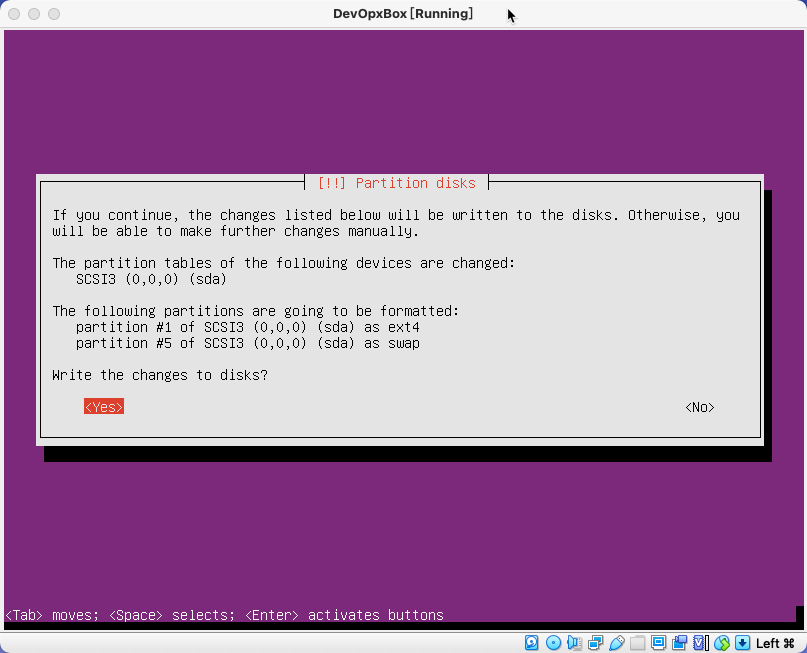 DevOpxBox [Running]
[!!] Partition disks
If you continue, the changes listed below will be written to the disks. Otherwise, you
will be able to make further changes manually.
The partition tables of the following devices are changed:
SCSI3 (0,0,0) (sda)
The following partitions are going to be formatted:
partition #1 of SCSI3 (0,0,0) (sda) as ext4
partition #5 of SCSI3 (0,0,0) (sda) as swap
Write the changes to disks?
<Yes> <No>
<Tab> moves; <Space> selects; <Enter> activates buttons
Left ⌘